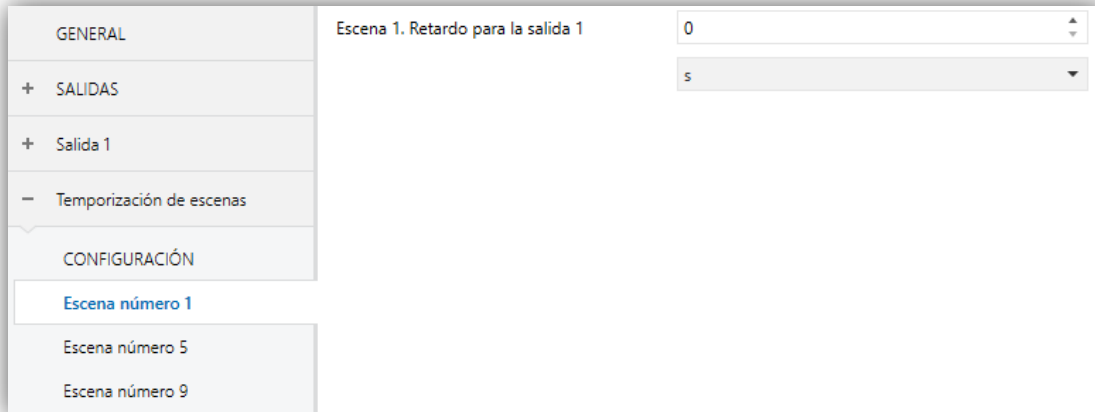 GENERAL
+ SALIDAS
+ Salida 1
− Temporización de escenas
CONFIGURACIÓN
Escena número 1
Escena número 5
Escena número 9
Escena 1. Retardo para la salida 1
0
s